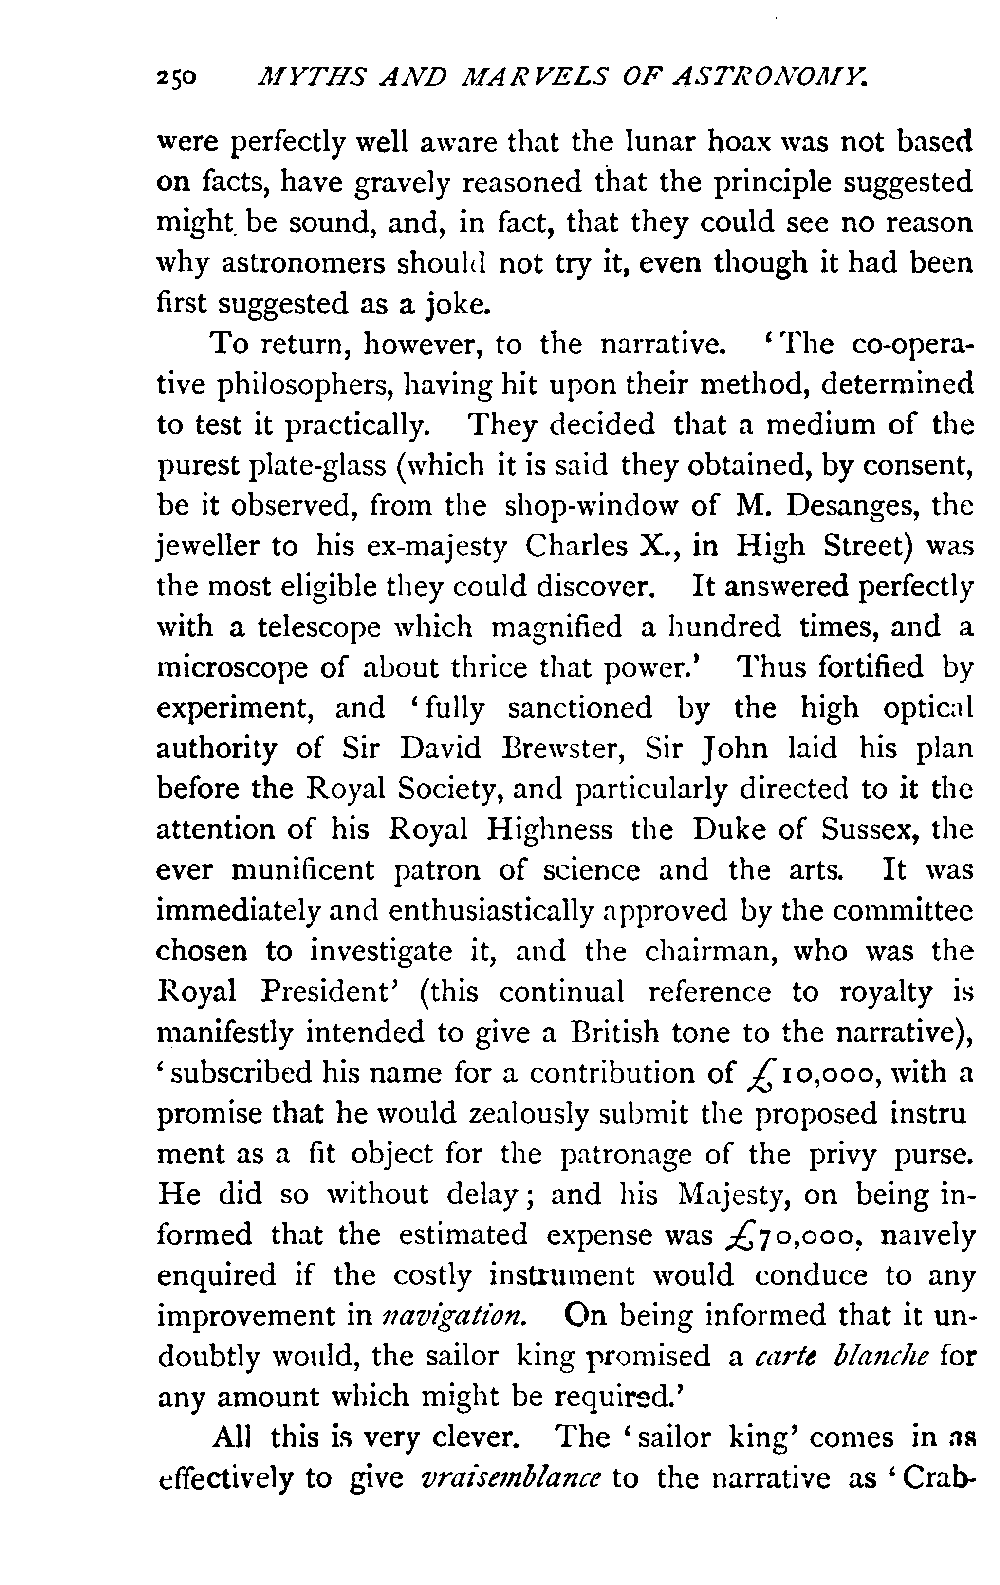 250 MYTHS AND MARVELS OF ASTRONOMY.
were perfectly well aware that the lunar hoax was not based
on facts, have gravely reasoned that the principle suggested
might be sound, and, in fact, that they could see no reason
why astronomers should not try it, even though it had been
first suggested as a joke.
To return, however, to the narrative. ‘The co-opera-
tive philosophers, having hit upon their method, determined
to test it practically. They decided that a medium of the
purest plate-glass (which it is said they obtained, by consent,
be it observed, from the shop-window of M. Desanges, the
jeweller to his ex-majesty Charles X., in High Street) was
the most eligible they could discover. It answered perfectly
with a telescope which magnified a hundred times, and a
microscope of about thrice that power.’ Thus fortified by
experiment, and ‘fully sanctioned by the high optical
authority of Sir David Brewster, Sir John laid his plan
before the Royal Society, and particularly directed to it the
attention of his Royal Highness the Duke of Sussex, the
ever munificent patron of science and the arts. It was
immediately and enthusiastically approved by the committee
chosen to investigate it, and the chairman, who was the
Royal President’ (this continual reference to royalty is
manifestly intended to give a British tone to the narrative),
‘subscribed his name for a contribution of £10,000, with a
promise that he would zealously submit the proposed instru
ment as a fit object for the patronage of the privy purse.
He did so without delay; and his Majesty, on being in-
formed that the estimated expense was £70,000, naıvely
enquired if the costly instrument would conduce to any
improvement in navigation. On being informed that it un-
doubtly would, the sailor king promised a carte blanche for
any amount which might be required.’
All this is very clever. The ‘sailor king’ comes in as
effectively to give vraisemblance to the narrative as ‘Crab-